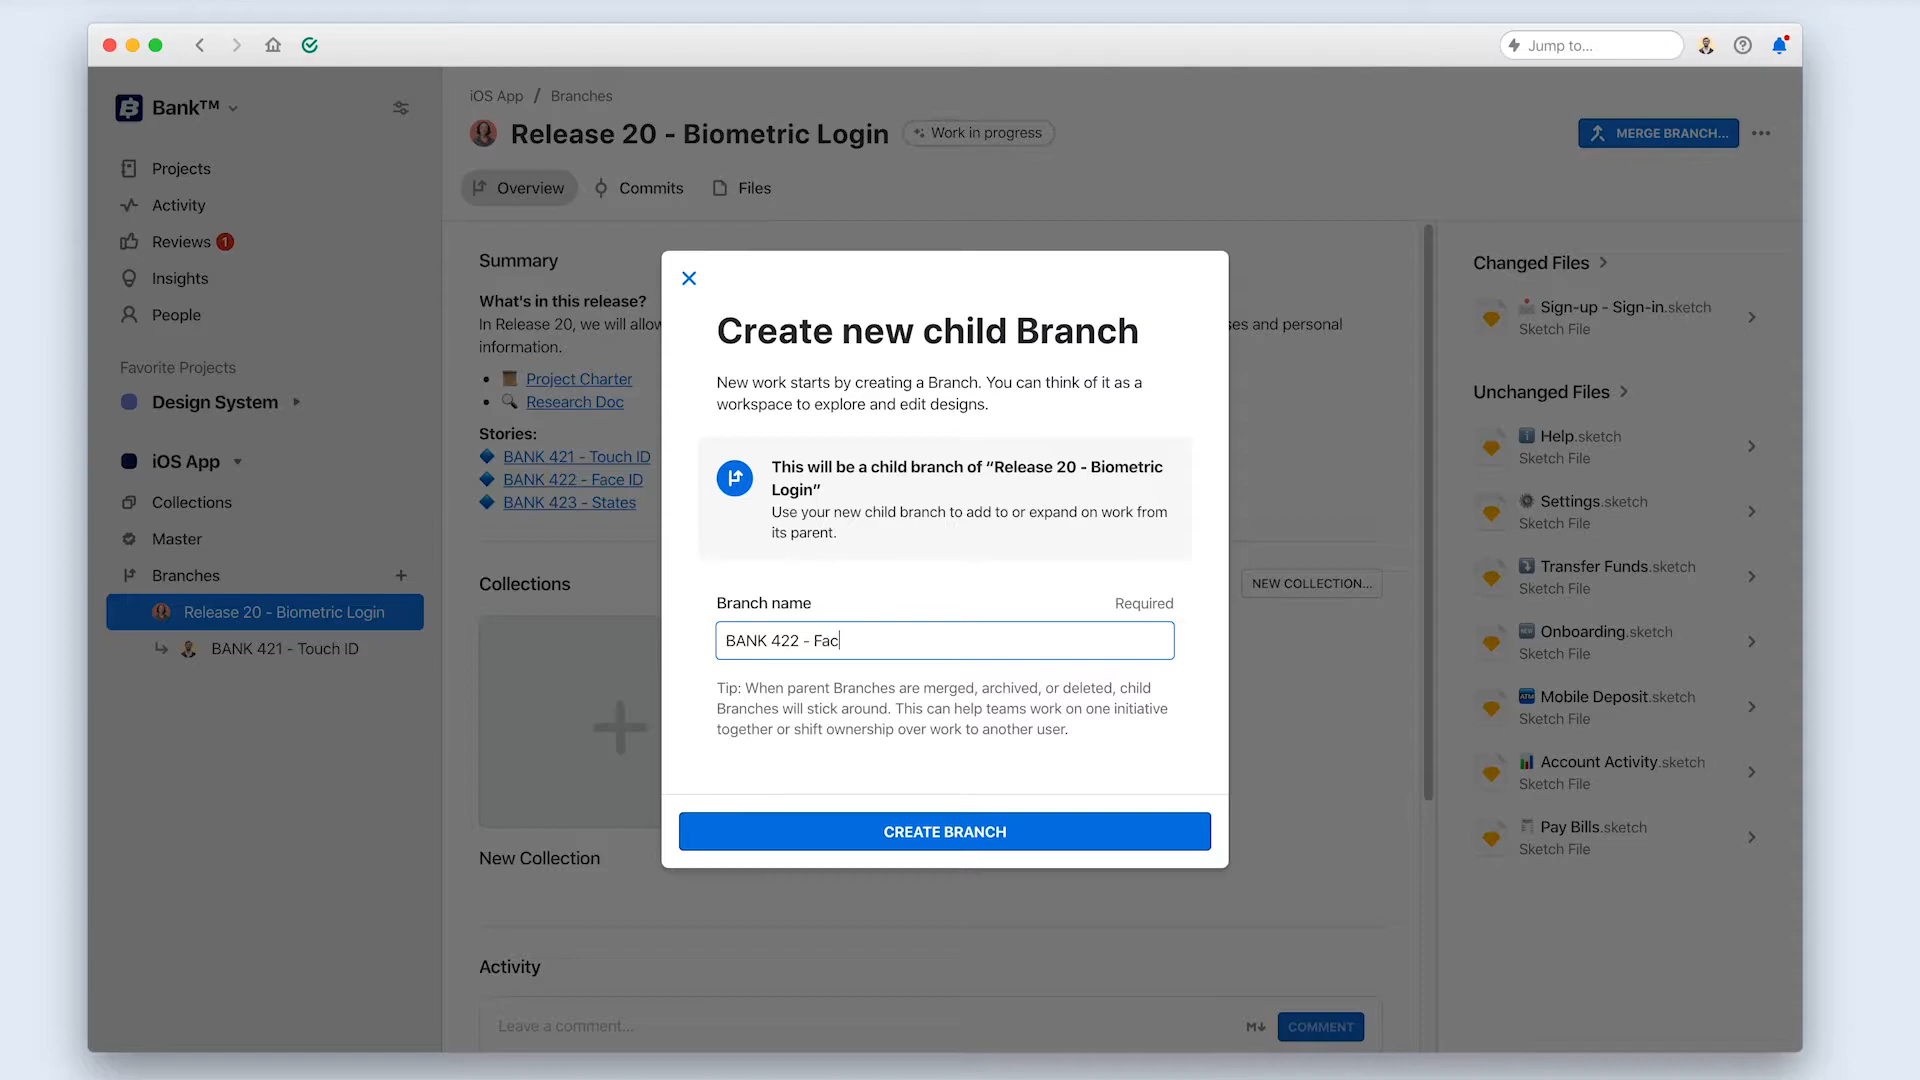 Jump to...
Bank™
Projects
Activity
Reviews 1
Insights
People
Favorite Projects
Design System
iOS App
Collections
Master
Branches
Release 20 - Biometric Login
BANK 421 - Touch ID
iOS App / Branches
Release 20 - Biometric Login
Work in progress
MERGE BRANCH...
Overview
Commits
Files
Summary
What's in this release?
In Release 20, we will allow
es and personal
information.
Project Charter
Research Doc
Stories:
BANK 421 - Touch ID
BANK 422 - Face ID
BANK 423 - States
Collections
NEW COLLECTION...
New Collection
Activity
Leave a comment...
M
COMMENT
Create new child Branch
New work starts by creating a Branch. You can think of it as a
workspace to explore and edit designs.
This will be a child branch of “Release 20 - Biometric
Login”
Use your new child branch to add to or expand on work from
its parent.
Branch name
Required
BANK 422 - Fac
Tip: When parent Branches are merged, archived, or deleted, child
Branches will stick around. This can help teams work on one initiative
together or shift ownership over work to another user.
CREATE BRANCH
Changed Files
Sign-up - Sign-in.sketch
Sketch File
Unchanged Files
Help.sketch
Sketch File
Settings.sketch
Sketch File
Transfer Funds.sketch
Sketch File
Onboarding.sketch
Sketch File
ATM Mobile Deposit.sketch
Sketch File
Account Activity.sketch
Sketch File
Pay Bills.sketch
Sketch File